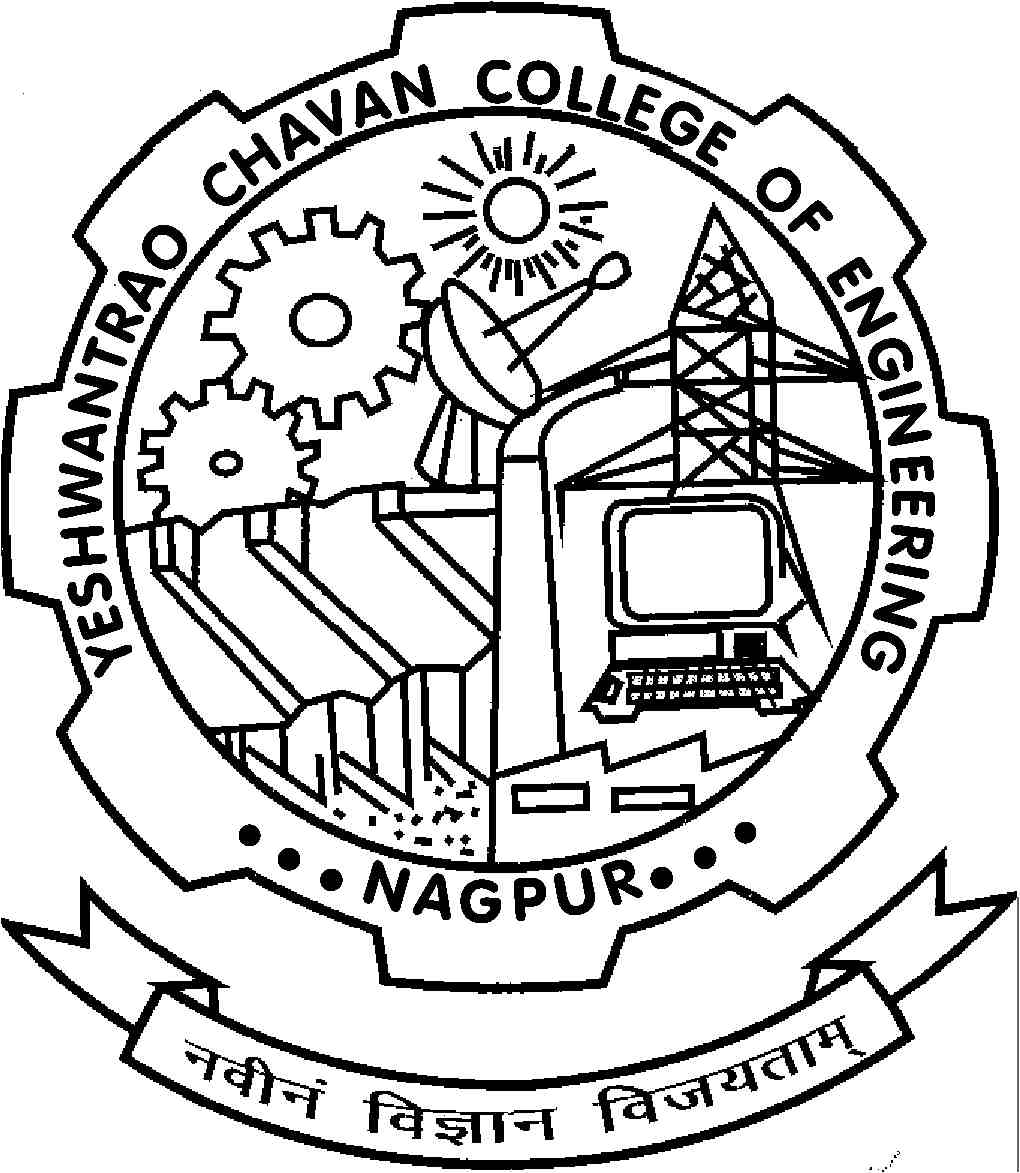 YESHWANTRAO CHAVAN COLLEGE OF ENGINEERING
NAGPUR
नवीनं विज्ञान विजयताम्